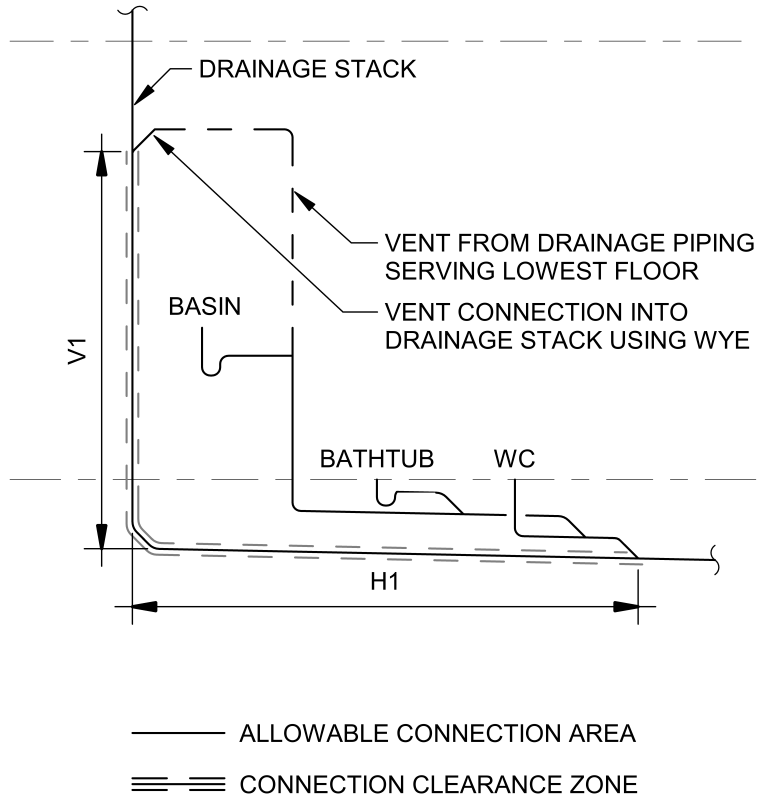 DRAINAGE STACK
VENT FROM DRAINAGE PIPING
SERVING LOWEST FLOOR
BASIN
VENT CONNECTION INTO
DRAINAGE STACK USING WYE
V1
BATHTUB
WC
H1
ALLOWABLE CONNECTION AREA
CONNECTION CLEARANCE ZONE